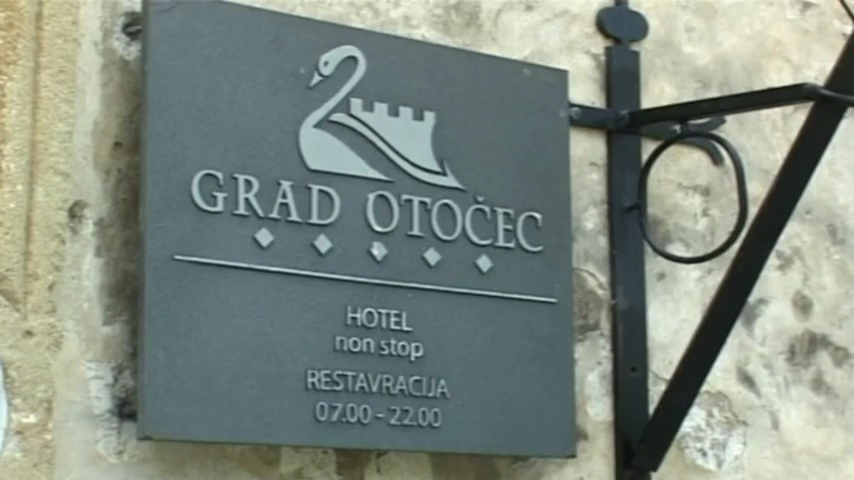 GRAD OTOČEC
HOTEL
non stop
RESTAVRACIJA
07.00 - 22.00